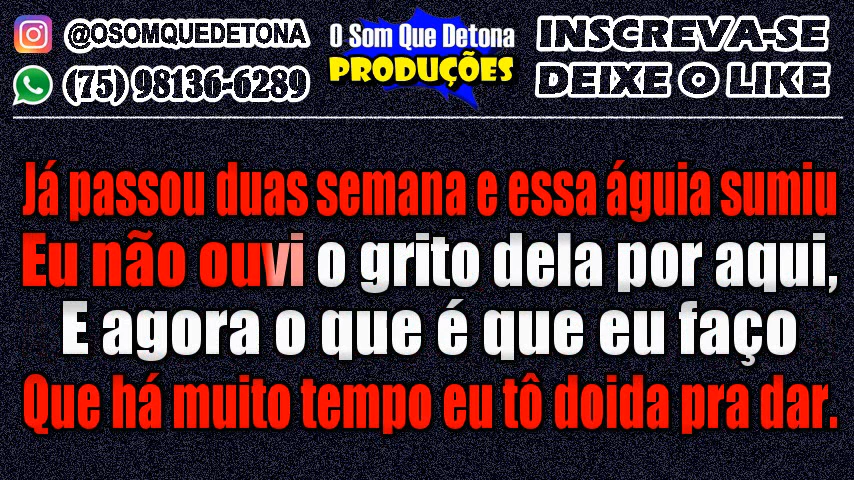 @OSOMQUEDETONA
(75) 98136-6289
O Som Que Detona
PRODUÇÕES
INSCREVA-SE
DEIXE O LIKE
Já passou duas semana e essa águia sumiu
Eu não ouvi o grito dela por aqui,
E agora o que é que eu faço
Que há muito tempo eu tô doida pra dar.